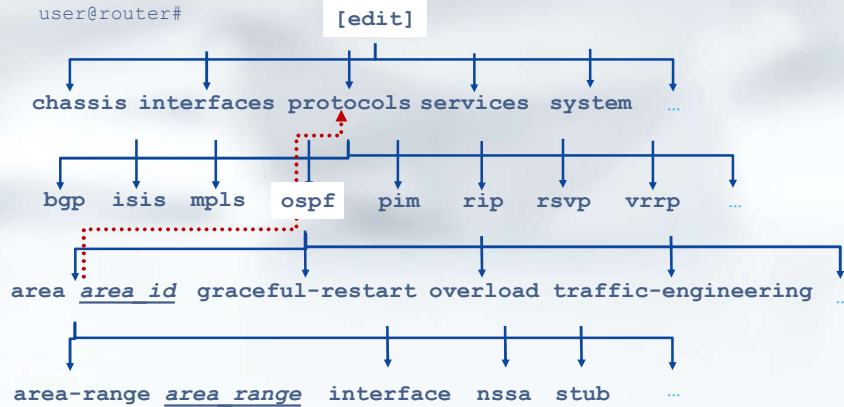 user@router#
[edit]
chassis interfaces protocols services system …
bgp isis mpls ospf pim rip rsvp vrrp …
area area_id graceful-restart overload traffic-engineering …
area-range area_range interface nssa stub …